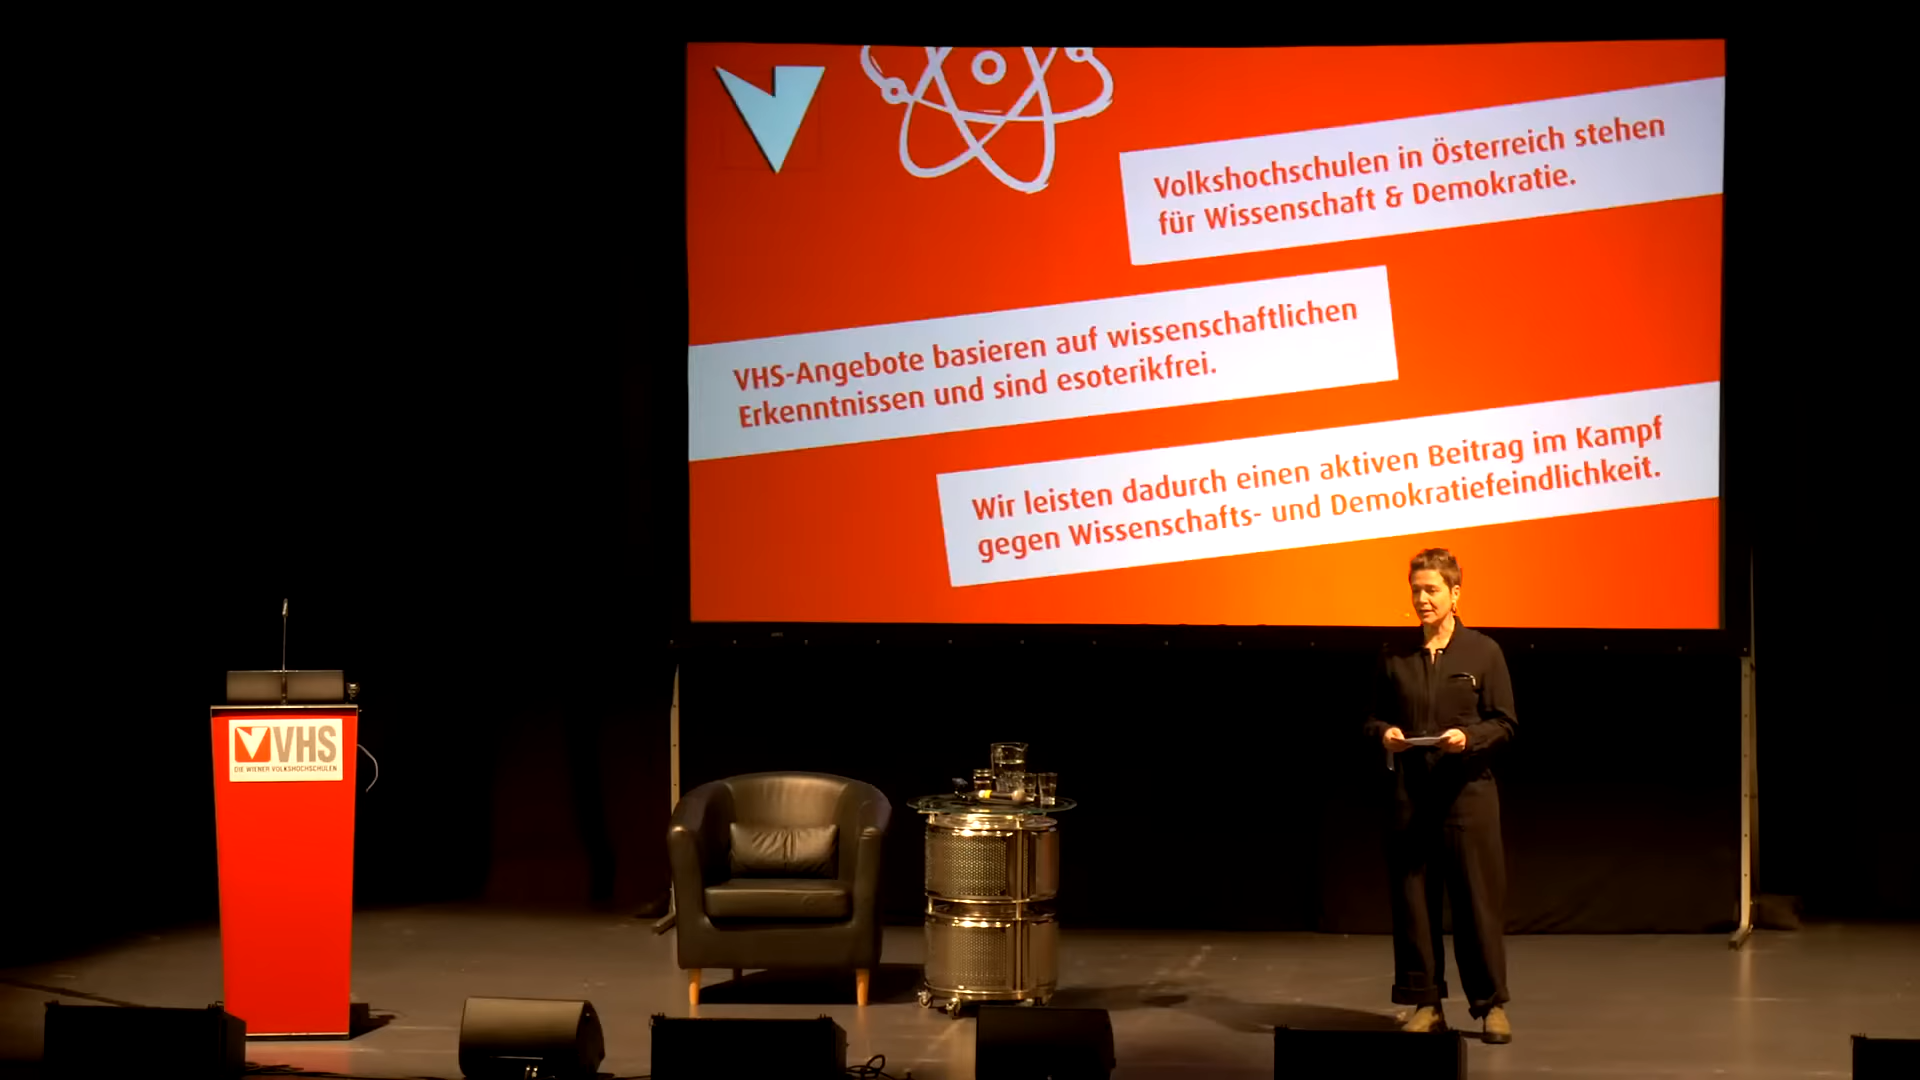 Volkshochschulen in Österreich stehen
für Wissenschaft & Demokratie.
VHS-Angebote basieren auf wissenschaftlichen
Erkenntnissen und sind esoterikfrei.
Wir leisten dadurch einen aktiven Beitrag im Kampf
gegen Wissenschafts- und Demokratiefeindlichkeit.
VHS
DIE WIENER VOLKSHOCHSCHULEN